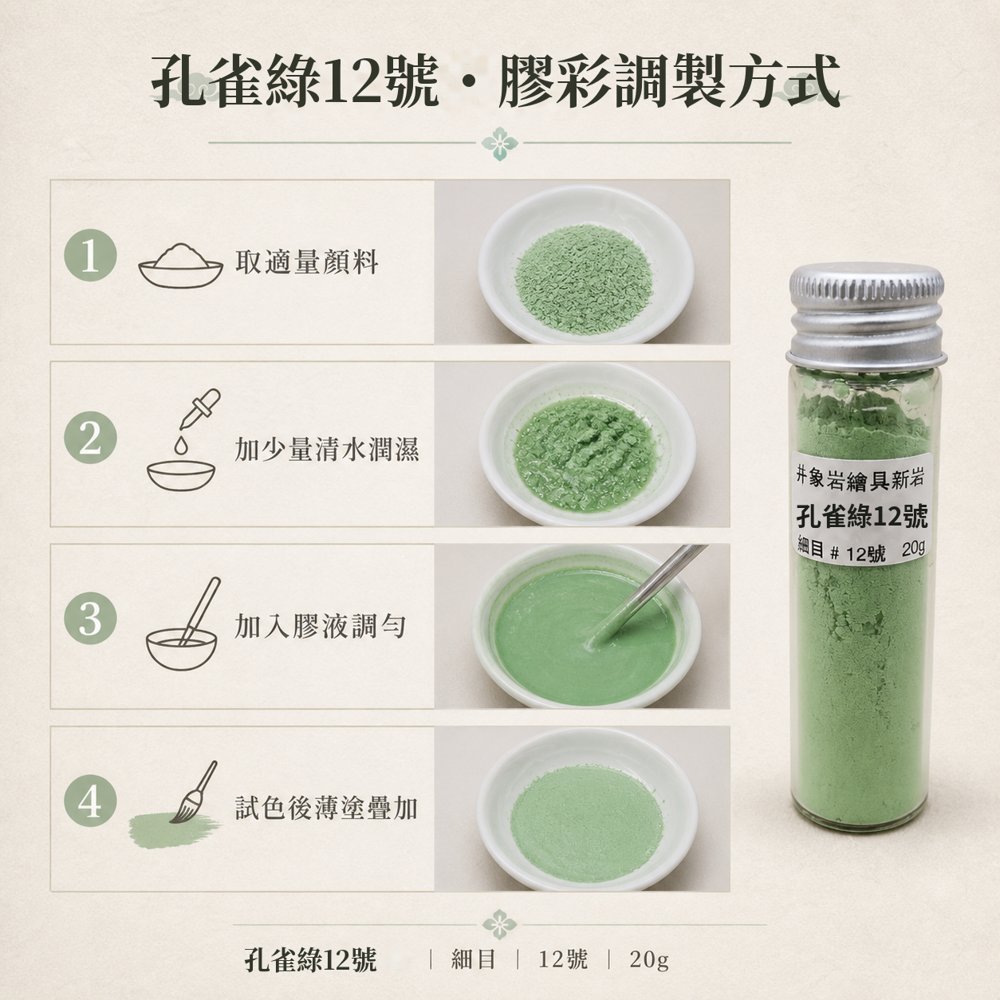 孔雀綠12號・膠彩調製方式
1 取適量顏料
2 加少量清水潤濕
3 加入膠液調勻
4 試色後薄塗疊加
井象岩繪具新岩
孔雀綠12號
細目 # 12號 20g
孔雀綠12號 | 細目 | 12號 | 20g